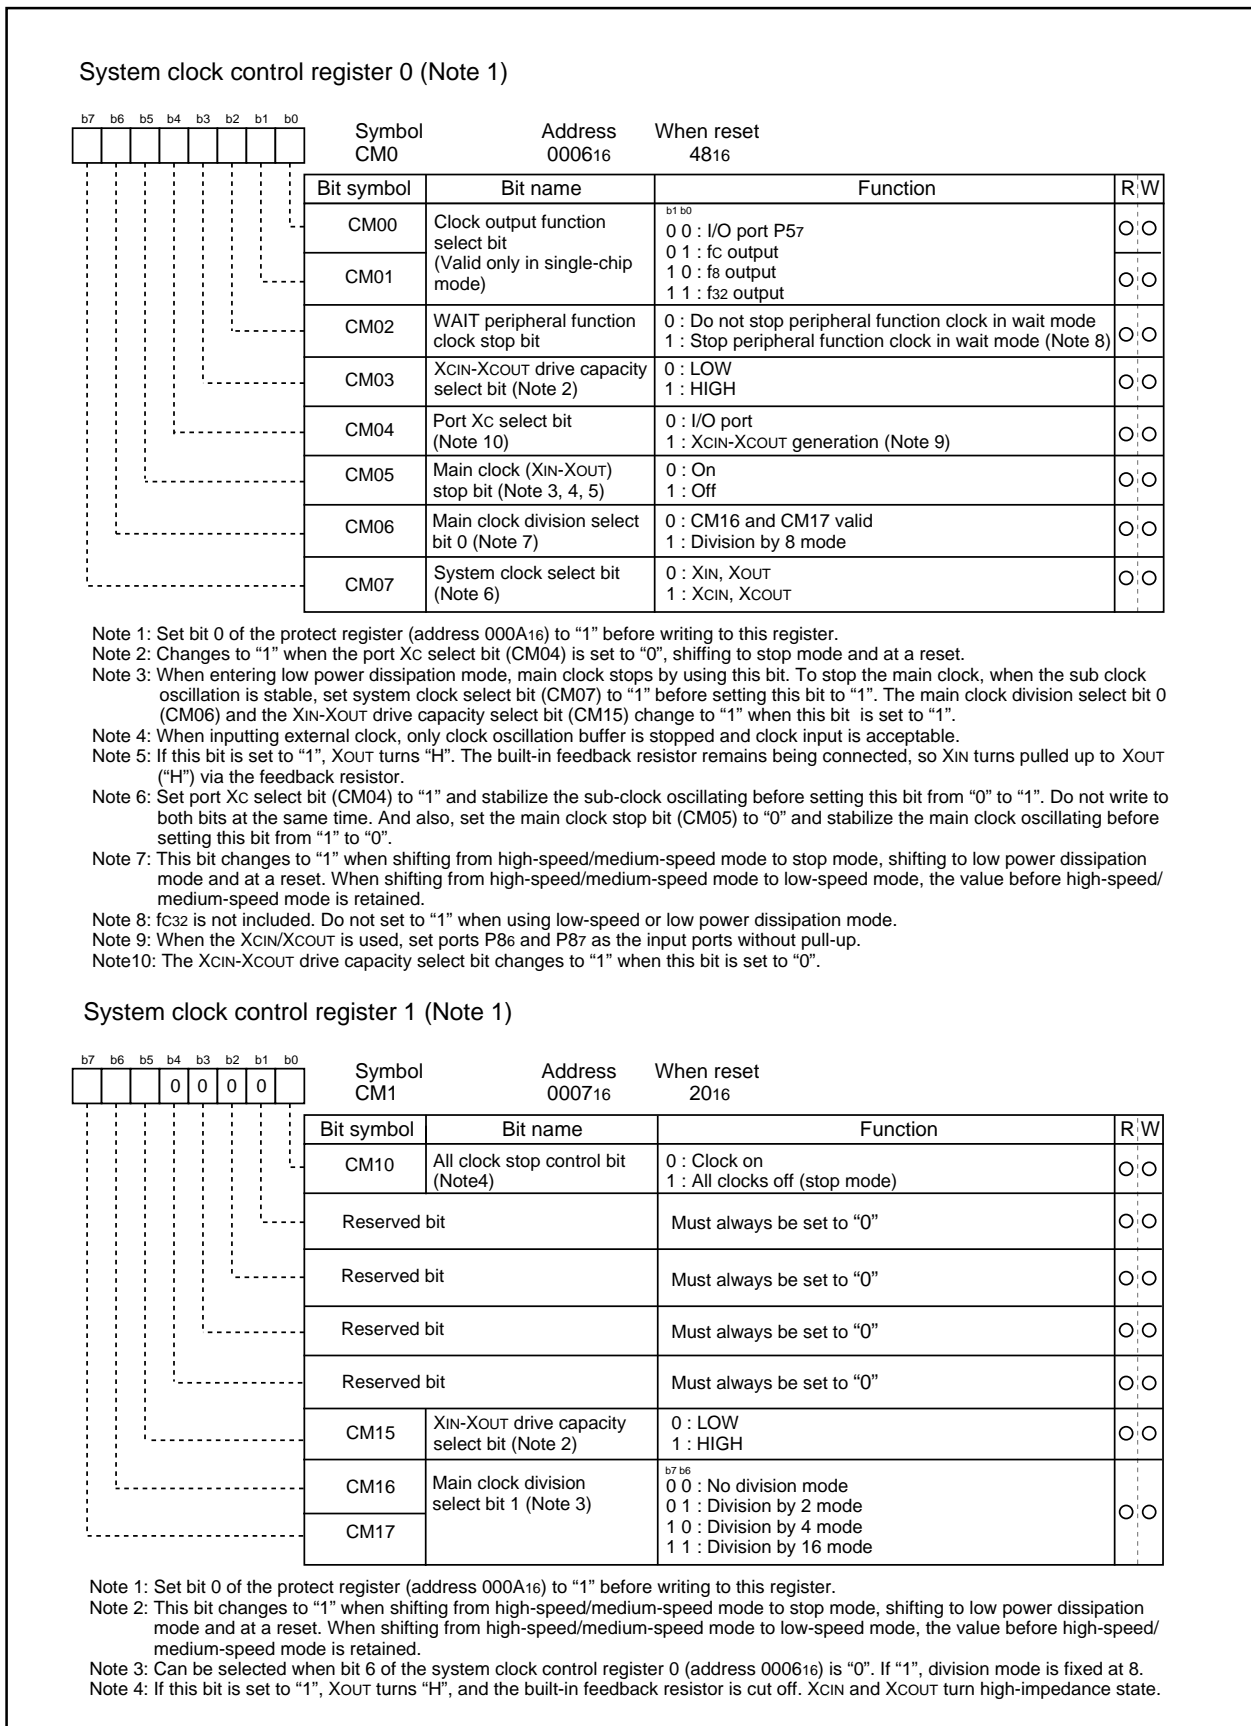 System clock control register 0 (Note 1)
b7 b6 b5 b4 b3 b2 b1 b0
Symbol Address When reset
CM0 000616 4816
Bit symbol Bit name Function R W
CM00 Clock output function select bit (Valid only in single-chip mode)
b1 b0
0 0 : I/O port P57
0 1 : fC output
1 0 : f8 output
1 1 : f32 output
CM01
CM02 WAIT peripheral function clock stop bit
0 : Do not stop peripheral function clock in wait mode
1 : Stop peripheral function clock in wait mode (Note 8)
CM03 XCIN-XCOUT drive capacity select bit (Note 2)
0 : LOW
1 : HIGH
CM04 Port XC select bit (Note 10)
0 : I/O port
1 : XCIN-XCOUT generation (Note 9)
CM05 Main clock (XIN-XOUT) stop bit (Note 3, 4, 5)
0 : On
1 : Off
CM06 Main clock division select bit 0 (Note 7)
0 : CM16 and CM17 valid
1 : Division by 8 mode
CM07 System clock select bit (Note 6)
0 : XIN, XOUT
1 : XCIN, XCOUT
Note 1: Set bit 0 of the protect register (address 000A16) to “1” before writing to this register.
Note 2: Changes to “1” when the port XC select bit (CM04) is set to “0”, shiffing to stop mode and at a reset.
Note 3: When entering low power dissipation mode, main clock stops by using this bit. To stop the main clock, when the sub clock
oscillation is stable, set system clock select bit (CM07) to “1” before setting this bit to “1”. The main clock division select bit 0
(CM06) and the XIN-XOUT drive capacity select bit (CM15) change to “1” when this bit is set to “1”.
Note 4: When inputting external clock, only clock oscillation buffer is stopped and clock input is acceptable.
Note 5: If this bit is set to “1”, XOUT turns “H”. The built-in feedback resistor remains being connected, so XIN turns pulled up to XOUT
(“H”) via the feedback resistor.
Note 6: Set port XC select bit (CM04) to “1” and stabilize the sub-clock oscillating before setting this bit from “0” to “1”. Do not write to
both bits at the same time. And also, set the main clock stop bit (CM05) to “0” and stabilize the main clock oscillating before
setting this bit from “1” to “0”.
Note 7: This bit changes to “1” when shifting from high-speed/medium-speed mode to stop mode, shifting to low power dissipation
mode and at a reset. When shifting from high-speed/medium-speed mode to low-speed mode, the value before high-speed/
medium-speed mode is retained.
Note 8: fC32 is not included. Do not set to “1” when using low-speed or low power dissipation mode.
Note 9: When the XCIN/XCOUT is used, set ports P86 and P87 as the input ports without pull-up.
Note10: The XCIN-XCOUT drive capacity select bit changes to “1” when this bit is set to “0”.
System clock control register 1 (Note 1)
b7 b6 b5 b4 b3 b2 b1 b0
0 0 0 0
Symbol Address When reset
CM1 000716 2016
Bit symbol Bit name Function R W
CM10 All clock stop control bit (Note4)
0 : Clock on
1 : All clocks off (stop mode)
Reserved bit Must always be set to “0”
Reserved bit Must always be set to “0”
Reserved bit Must always be set to “0”
Reserved bit Must always be set to “0”
CM15 XIN-XOUT drive capacity select bit (Note 2)
0 : LOW
1 : HIGH
CM16 Main clock division select bit 1 (Note 3)
b7 b6
0 0 : No division mode
0 1 : Division by 2 mode
1 0 : Division by 4 mode
1 1 : Division by 16 mode
CM17
Note 1: Set bit 0 of the protect register (address 000A16) to “1” before writing to this register.
Note 2: This bit changes to “1” when shifting from high-speed/medium-speed mode to stop mode, shifting to low power dissipation
mode and at a reset. When shifting from high-speed/medium-speed mode to low-speed mode, the value before high-speed/
medium-speed mode is retained.
Note 3: Can be selected when bit 6 of the system clock control register 0 (address 000616) is “0”. If “1”, division mode is fixed at 8.
Note 4: If this bit is set to “1”, XOUT turns “H”, and the built-in feedback resistor is cut off. XCIN and XCOUT turn high-impedance state.